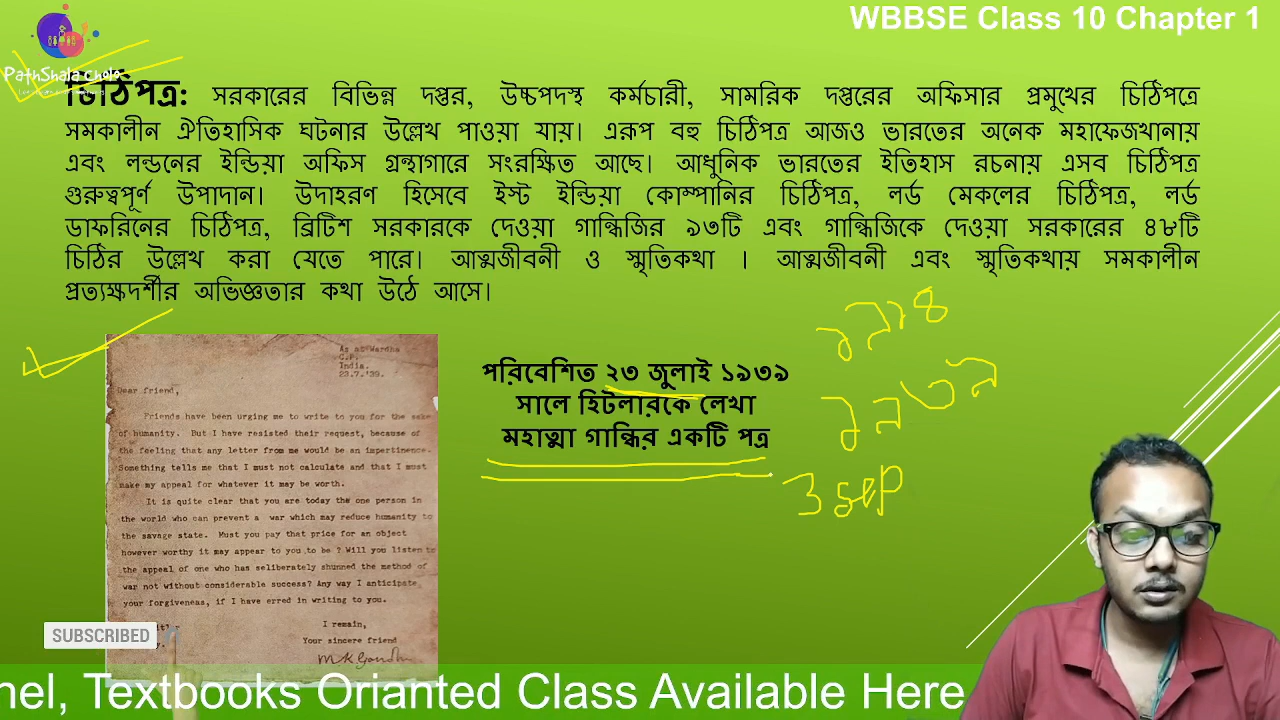 WBBSE Class 10 Chapter 1
PathShala Cholo
চিঠিপত্র: সরকারের বিভিন্ন দপ্তর, উচ্চপদস্থ কর্মচারী, সামরিক দপ্তরের অফিসার প্রমুখের চিঠিপত্রে
সমকালীন ঐতিহাসিক ঘটনার উল্লেখ পাওয়া যায়। এরূপ বহু চিঠিপত্র আজও ভারতের অনেক মহাফেজখানায়
এবং লন্ডনের ইন্ডিয়া অফিস গ্রন্থাগারে সংরক্ষিত আছে। আধুনিক ভারতের ইতিহাস রচনায় এসব চিঠিপত্র
গুরুত্বপূর্ণ উপাদান। উদাহরণ হিসেবে ইস্ট ইন্ডিয়া কোম্পানির চিঠিপত্র, লর্ড মেকলের চিঠিপত্র, লর্ড
ডাফরিনের চিঠিপত্র, ব্রিটিশ সরকারকে দেওয়া গান্ধিজির ৯৩টি এবং গান্ধিজিকে দেওয়া সরকারের ৪৮টি
চিঠির উল্লেখ করা যেতে পারে। আত্মজীবনী ও স্মৃতিকথা । আত্মজীবনী এবং স্মৃতিকথায় সমকালীন
প্রত্যক্ষদর্শীর অভিজ্ঞতার কথা উঠে আসে।
As at Wardha
C.P.
India.
23.7.'39.
Dear friend,
Friends have been urging me to write to you for the sake
of humanity. But I have resisted their request, because of
the feeling that any letter from me would be an impertinence.
Something tells me that I must not calculate and that I must
make my appeal for whatever it may be worth.
It is quite clear that you are today the one person in
the world who can prevent a war which may reduce humanity to
the savage state. Must you pay that price for an object
however worthy it may appear to you to be ? Will you listen to
the appeal of one who has seliberately shunned the method of
war not without considerable success? Any way I anticipate
your forgiveness, if I have erred in writing to you.
I remain,
Your sincere friend
MKGandhi
পরিবেশিত ২৩ জুলাই ১৯৩৯
সালে হিটলারকে লেখা
মহাত্মা গান্ধির একটি পত্র
১৯১৪
১৯৩৯
3 sep
SUBSCRIBED
nel, Textbooks Orianted Class Available Here